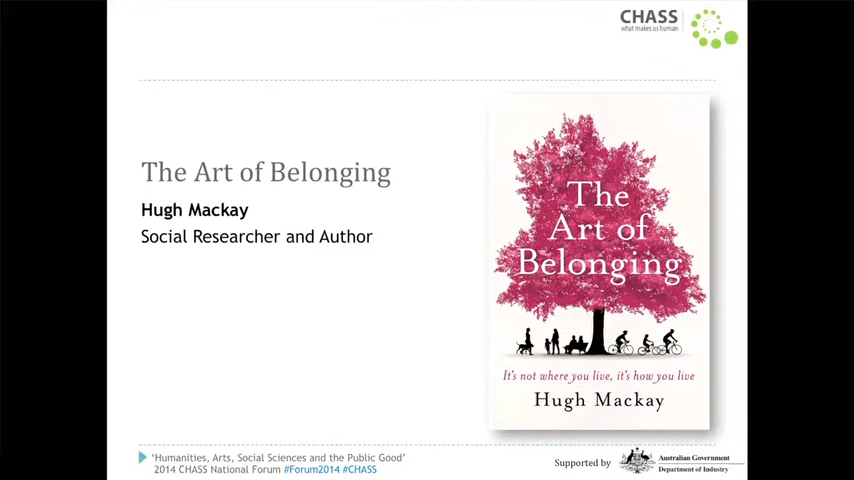 CHASS
what makes us human
The Art of Belonging
Hugh Mackay
Social Researcher and Author
The
Art of
Belonging
It's not where you live, it's how you live
Hugh Mackay
'Humanities, Arts, Social Sciences and the Public Good'
2014 CHASS National Forum #Forum2014 #CHASS
Supported by
Australian Government
Department of Industry